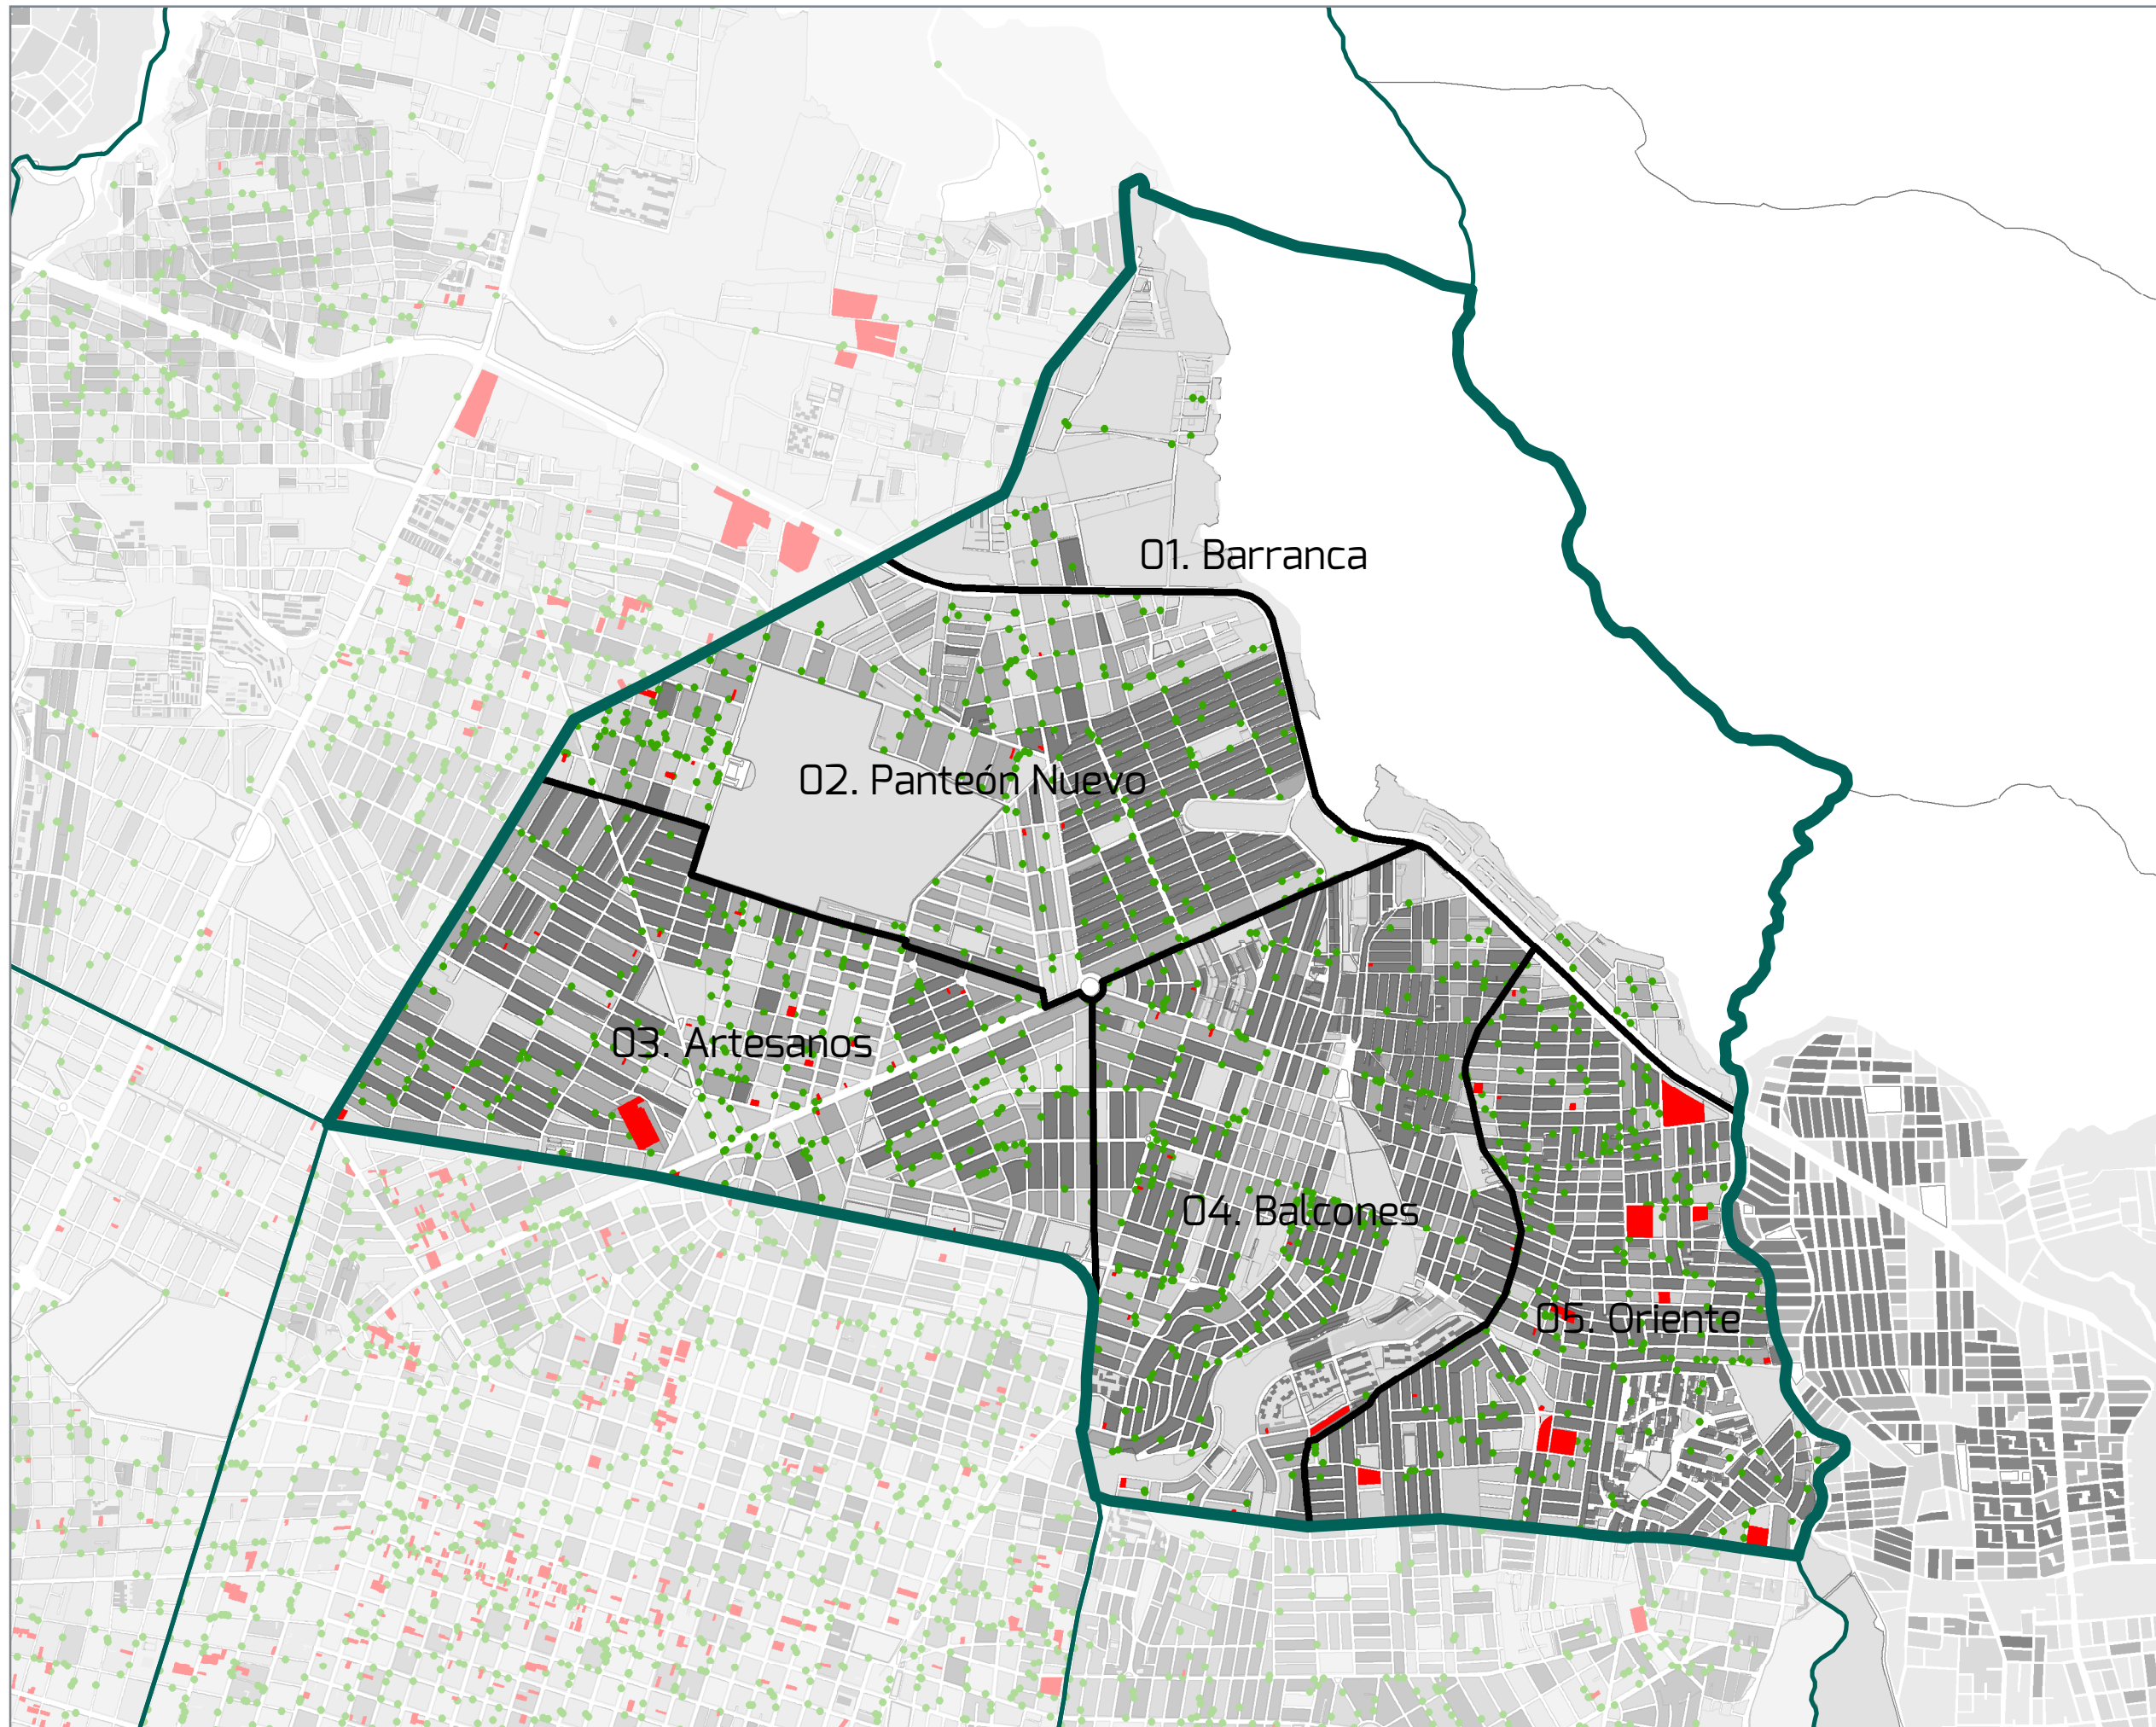 01. Barranca
02. Panteón Nuevo
03. Artesanos
04. Balcones
05. Oriente